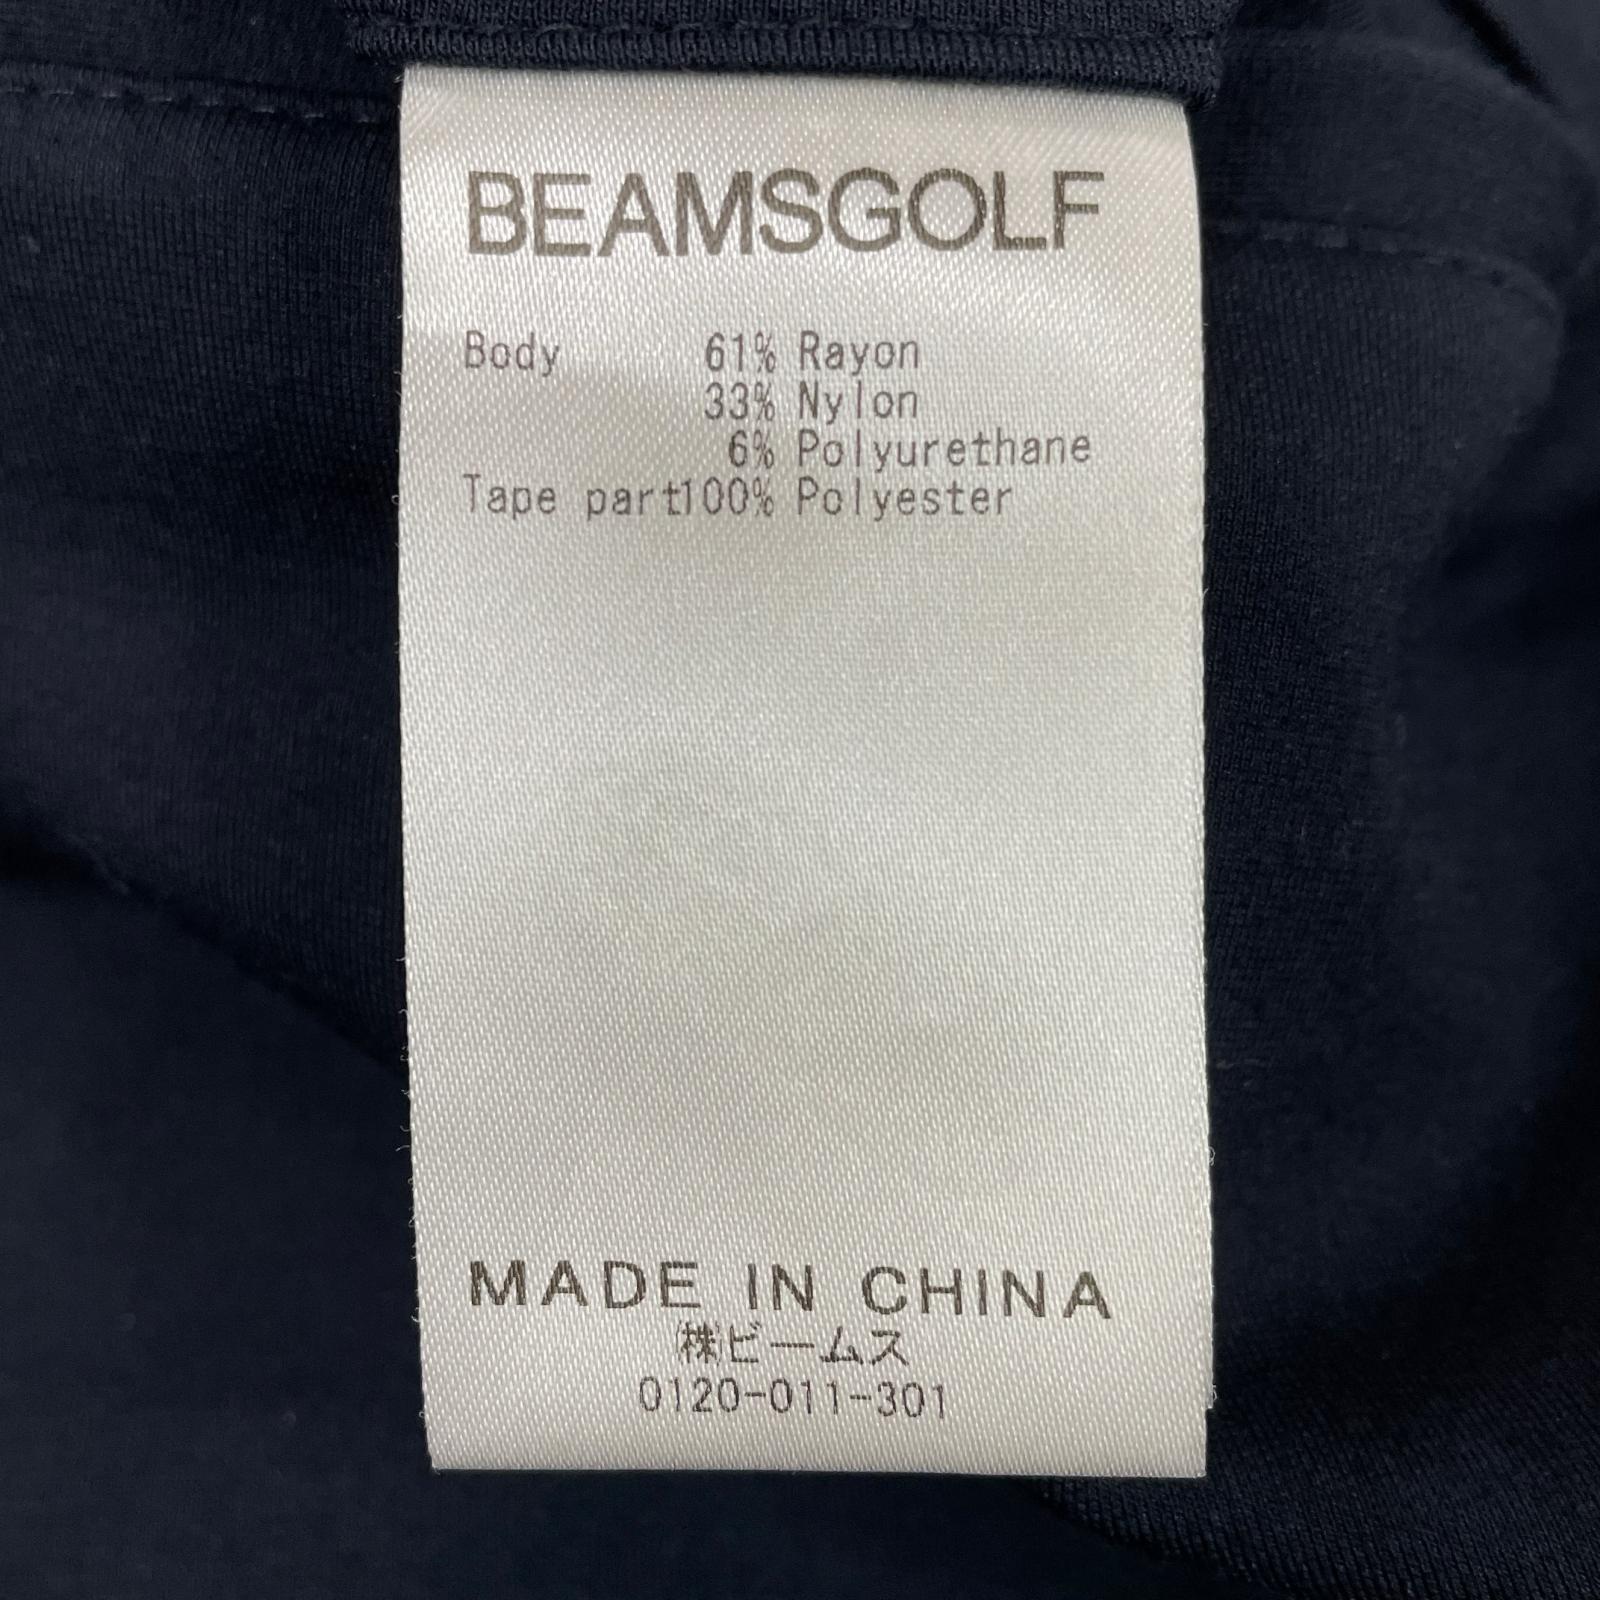 BEAMSGOLF
Body 61% Rayon
33% Nylon
6% Polyurethane
Tape part100% Polyester
MADE IN CHINA
㈱ビームス
0120-011-301